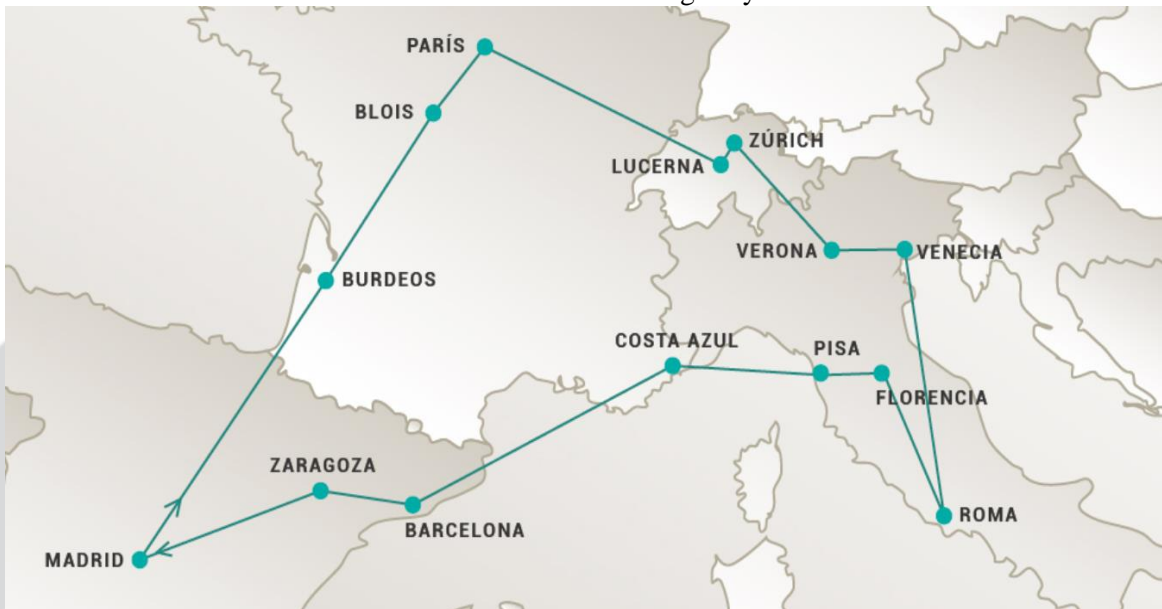 PARÍS
BLOIS
ZÚRICH
LUCERNA
VERONA
VENECIA
BURDEOS
COSTA AZUL
PISA
FLORENCIA
ZARAGOZA
BARCELONA
ROMA
MADRID